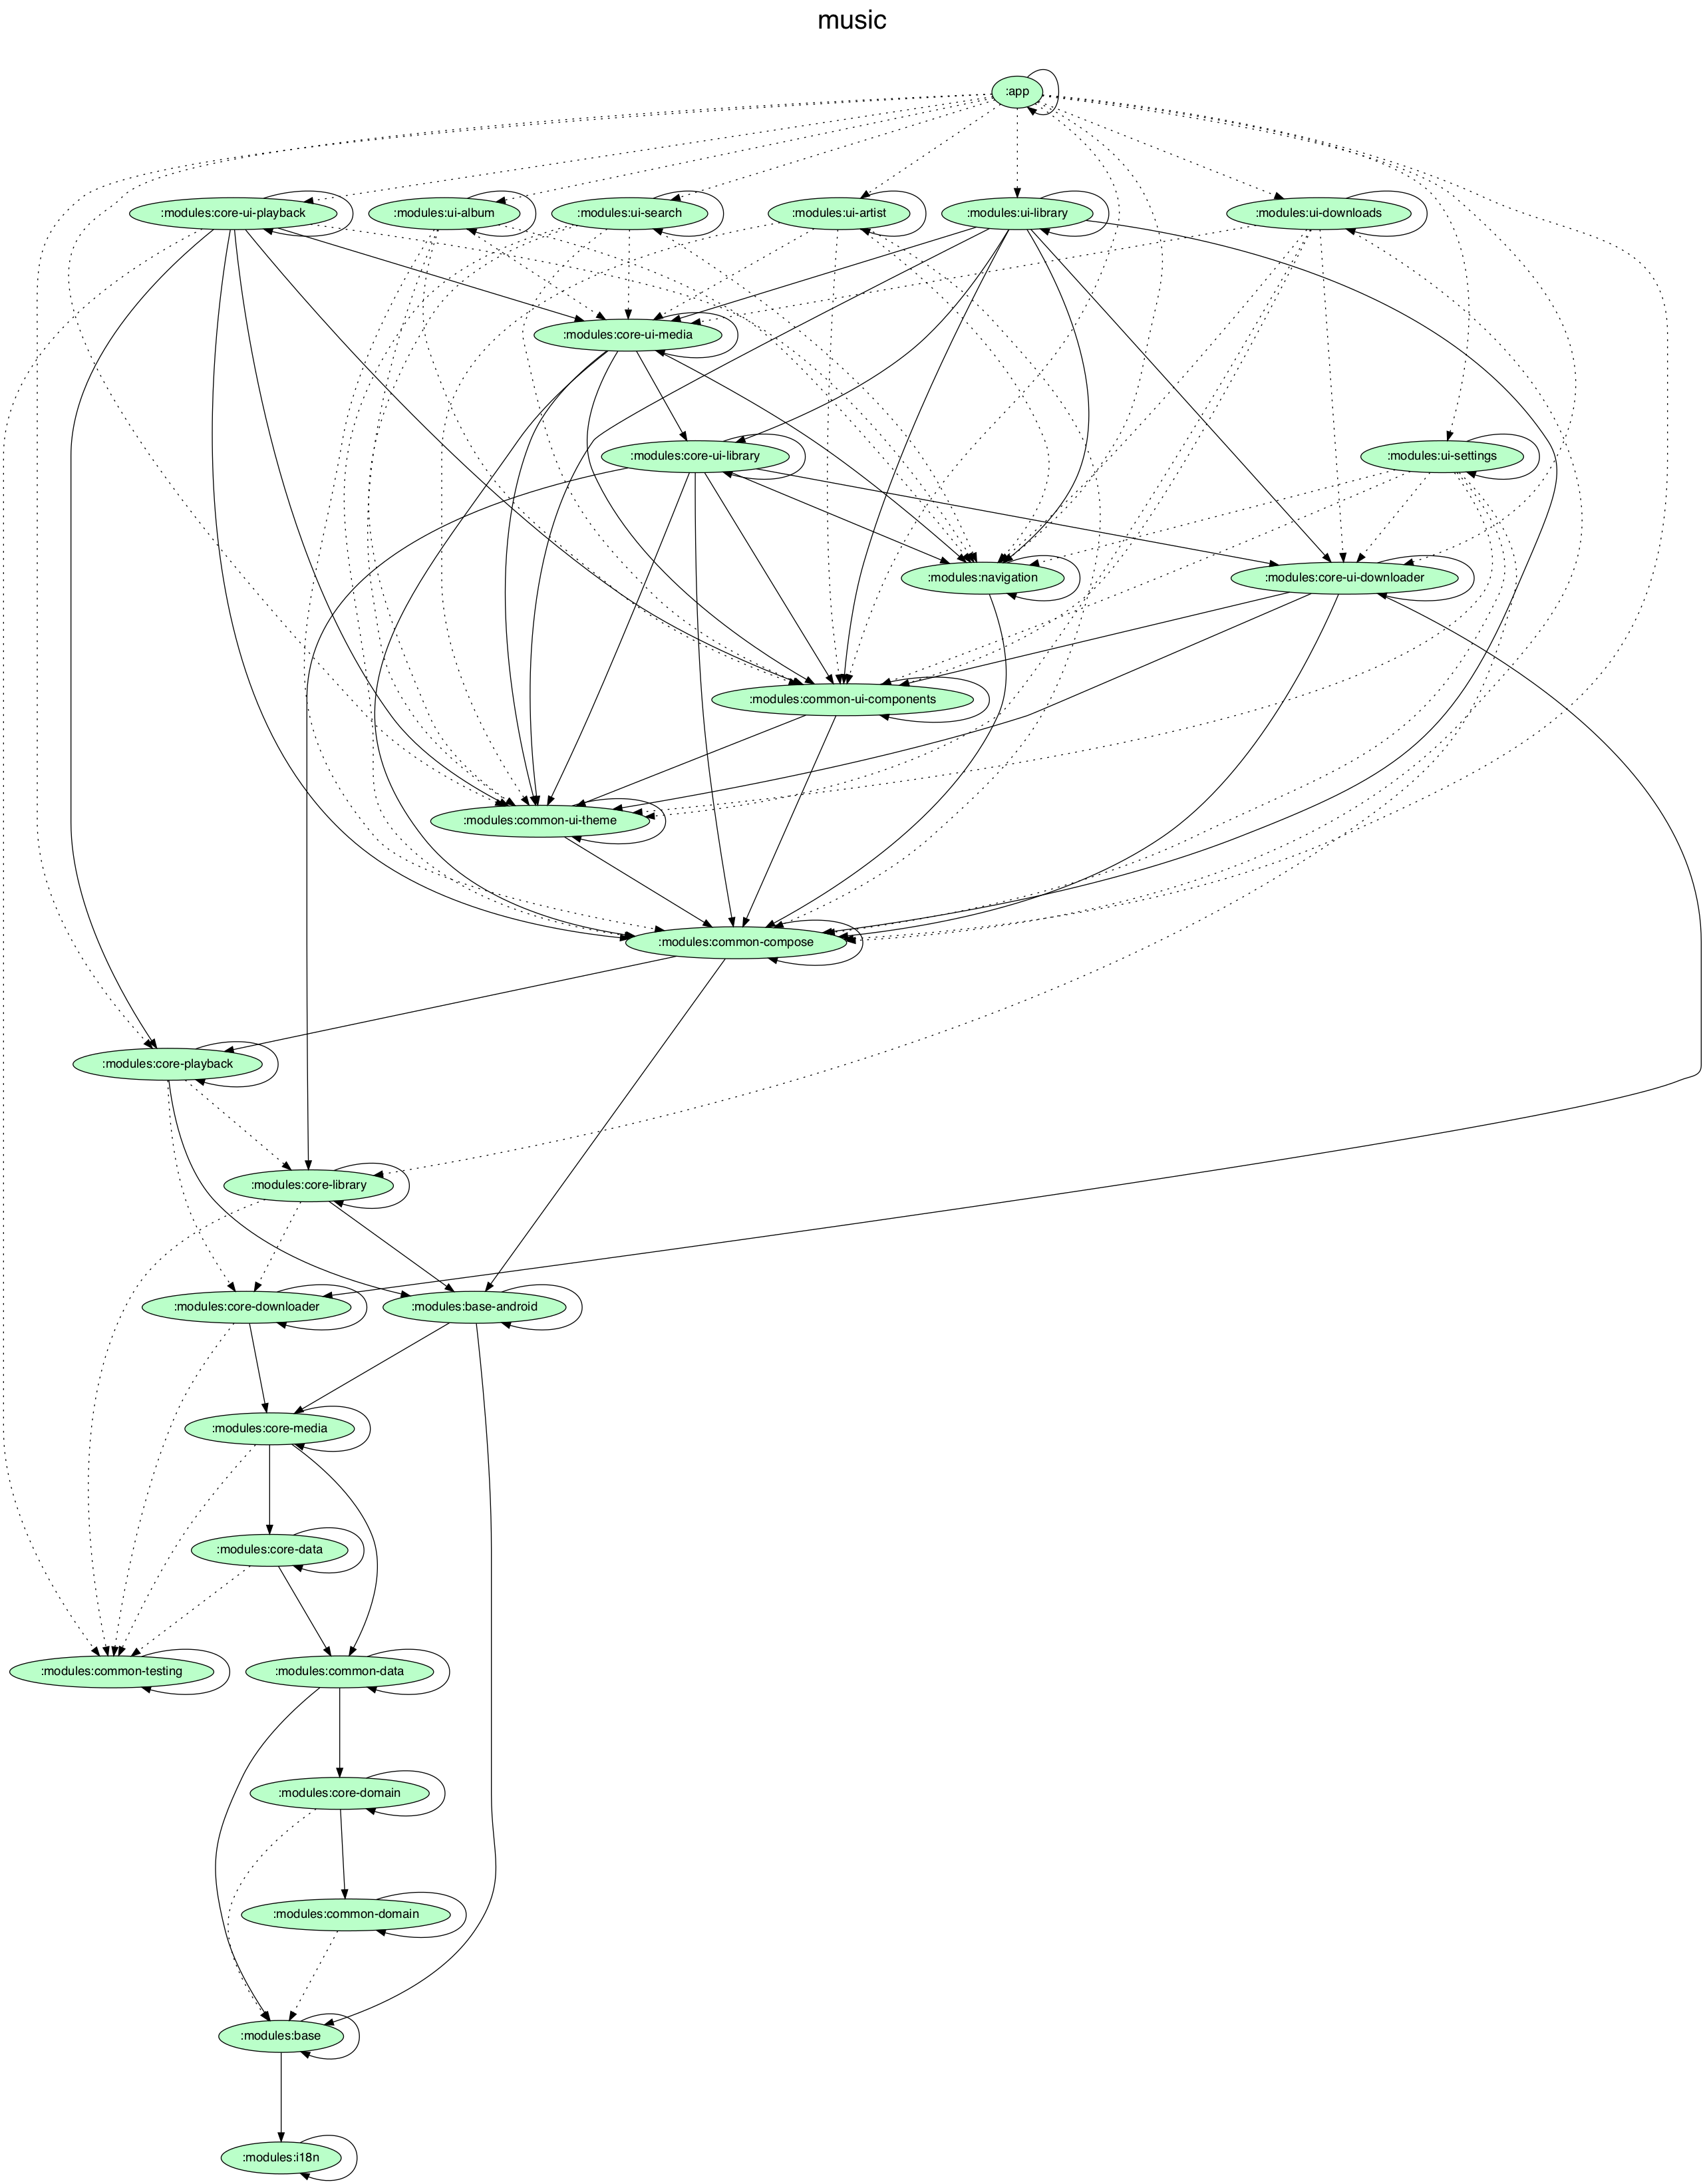 music
:app
:modules:core-ui-playback
:modules:ui-album
:modules:ui-search
:modules:ui-artist
:modules:ui-library
:modules:ui-downloads
:modules:core-ui-media
:modules:core-ui-library
:modules:ui-settings
:modules:navigation
:modules:core-ui-downloader
:modules:common-ui-components
:modules:common-ui-theme
:modules:common-compose
:modules:core-playback
:modules:core-library
:modules:core-downloader
:modules:base-android
:modules:core-media
:modules:core-data
:modules:common-testing
:modules:common-data
:modules:core-domain
:modules:common-domain
:modules:base
:modules:i18n